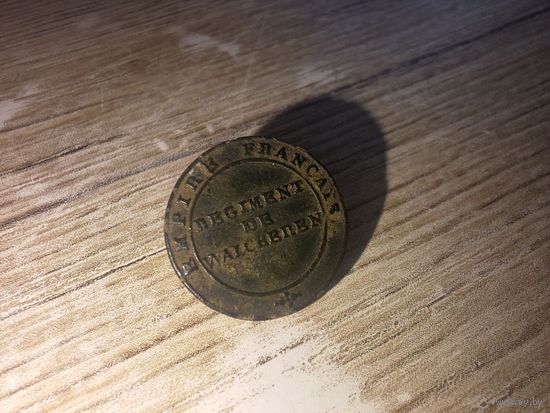 EMPIRE FRANCAIS
REGIMENT
DE
WALCHEREN